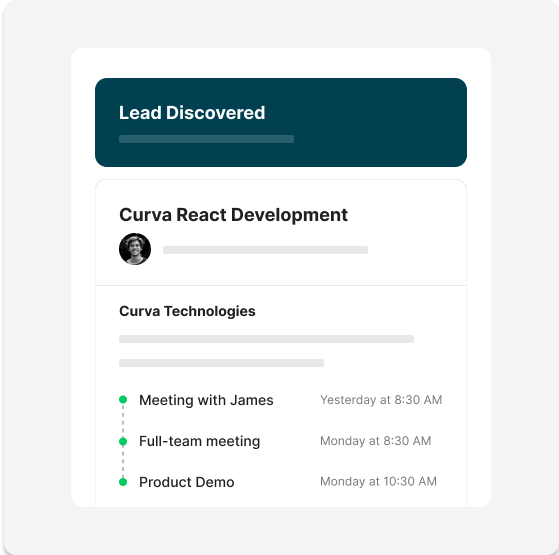 Lead Discovered
Curva React Development
Curva Technologies
Meeting with James Yesterday at 8:30 AM
Full-team meeting Monday at 8:30 AM
Product Demo Monday at 10:30 AM